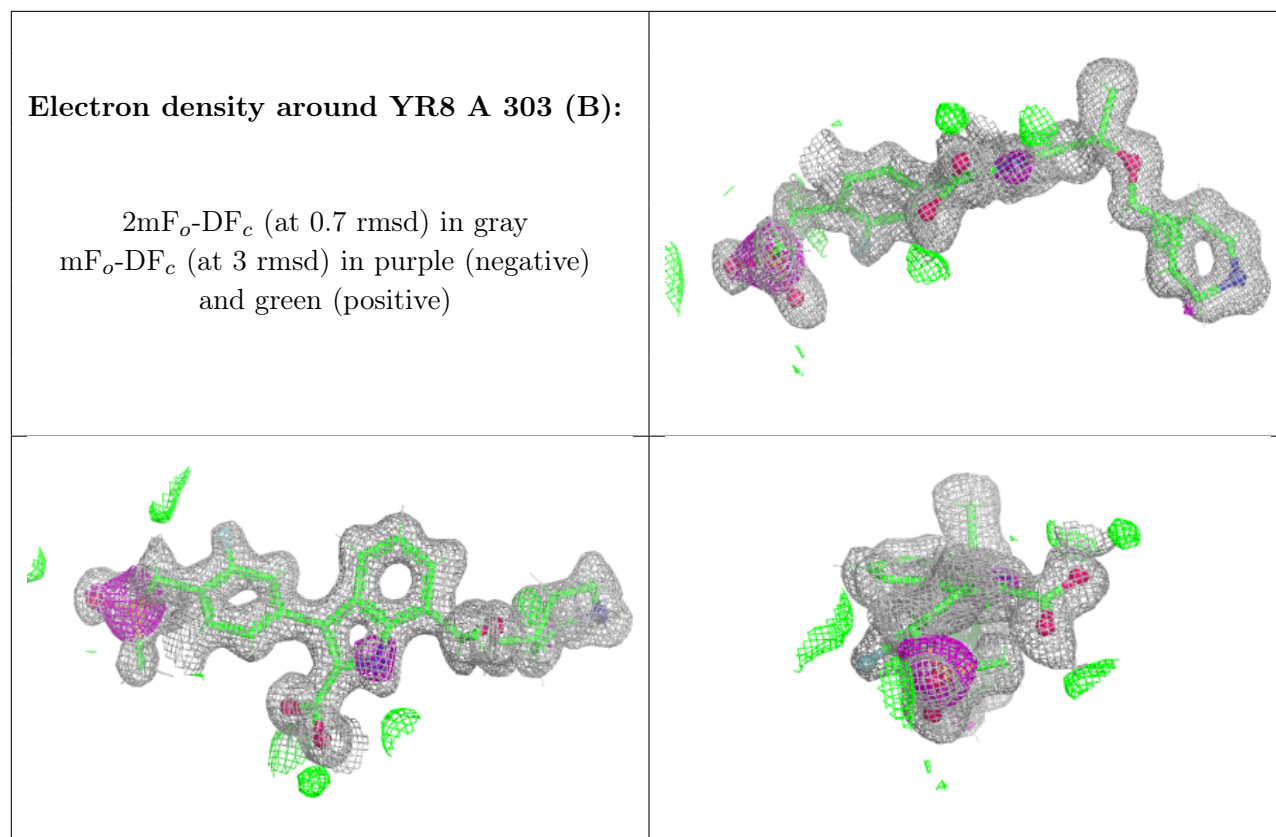 Electron density around YR8 A 303 (B):
2mFₒ-DF𝒸 (at 0.7 rmsd) in gray
mFₒ-DF𝒸 (at 3 rmsd) in purple (negative)
and green (positive)